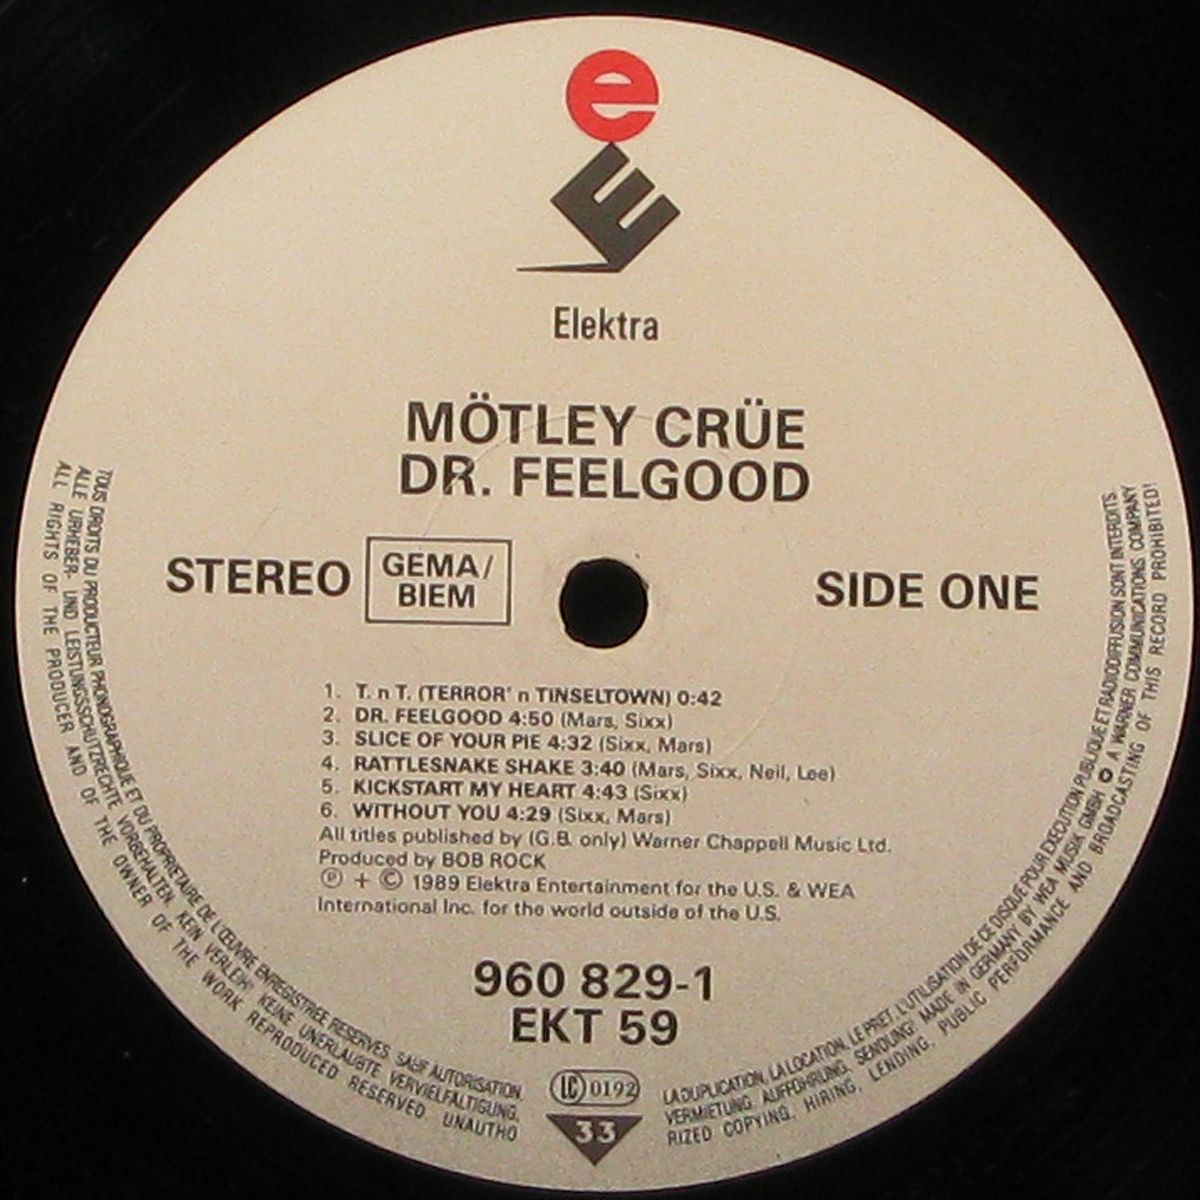 e
E
Elektra
MÖTLEY CRÜE
DR. FEELGOOD
STEREO GEMA/ BIEM SIDE ONE
1. T. n T. (TERROR' n TINSELTOWN) 0:42
2. DR. FEELGOOD 4:50 (Mars, Sixx)
3. SLICE OF YOUR PIE 4:32 (Sixx, Mars)
4. RATTLESNAKE SHAKE 3:40 (Mars, Sixx, Neil, Lee)
5. KICKSTART MY HEART 4:43 (Sixx)
6. WITHOUT YOU 4:29 (Sixx, Mars)
All titles published by (G.B. only) Warner Chappell Music Ltd.
Produced by BOB ROCK
℗ + © 1989 Elektra Entertainment for the U.S. & WEA
International Inc. for the world outside of the U.S.
960 829-1
EKT 59
LC 0192
33
TOUS DROITS DU PRODUCTEUR PHONOGRAPHIQUE ET DU PROPRIETAIRE DE L'ŒUVRE ENREGISTREE RESERVES. SAUF AUTORISATION, LA DUPLICATION, LA LOCATION, LE PRET, L'UTILISATION DE CE DISQUE POUR EXECUTION PUBLIQUE ET RADIODIFFUSION SONT INTERDITS.
ALLE URHEBER- UND LEISTUNGSSCHUTZRECHTE VORBEHALTEN. KEIN VERLEIH! KEINE UNERLAUBTE VERVIELFÄLTIGUNG, VERMIETUNG, AUFFÜHRUNG, SENDUNG! MADE IN GERMANY BY WEA MUSIK GMBH A WARNER COMMUNICATIONS COMPANY
ALL RIGHTS OF THE PRODUCER AND OF THE OWNER OF THE WORK REPRODUCED RESERVED. UNAUTHORIZED COPYING, HIRING, LENDING, PUBLIC PERFORMANCE AND BROADCASTING OF THIS RECORD PROHIBITED!